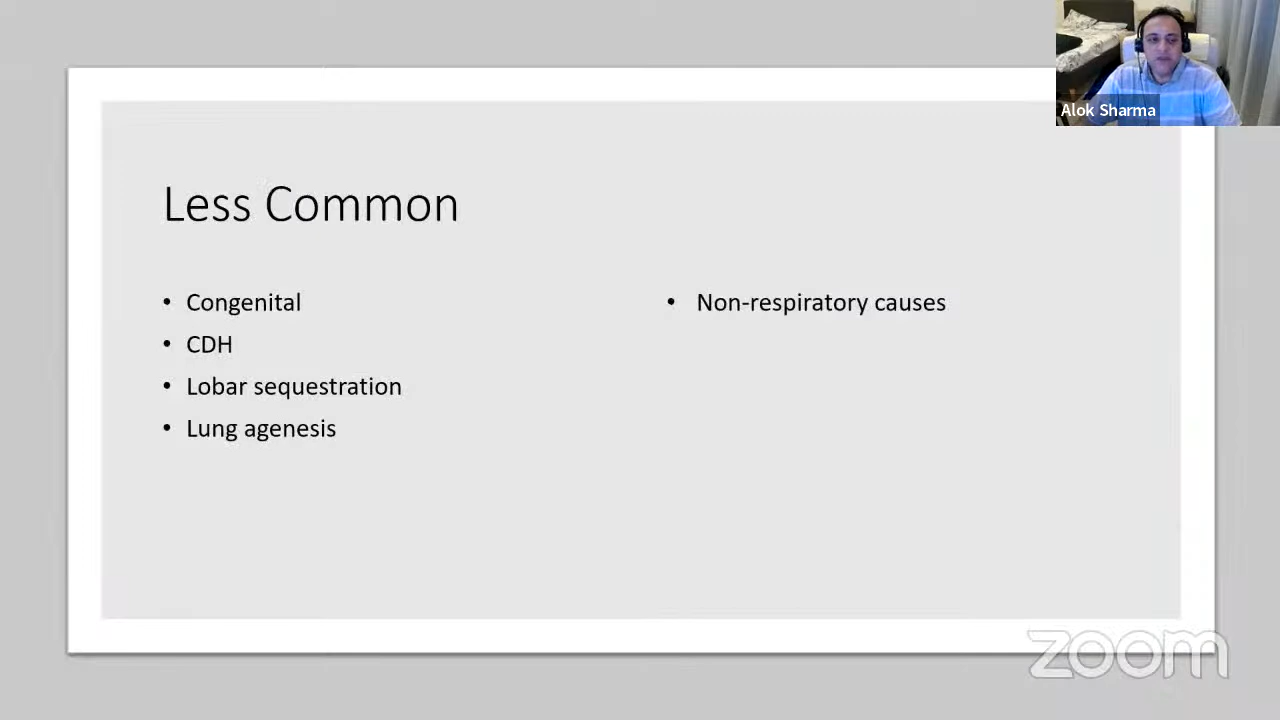 Alok Sharma
Less Common
• Congenital
• CDH
• Lobar sequestration
• Lung agenesis
• Non-respiratory causes
zoom